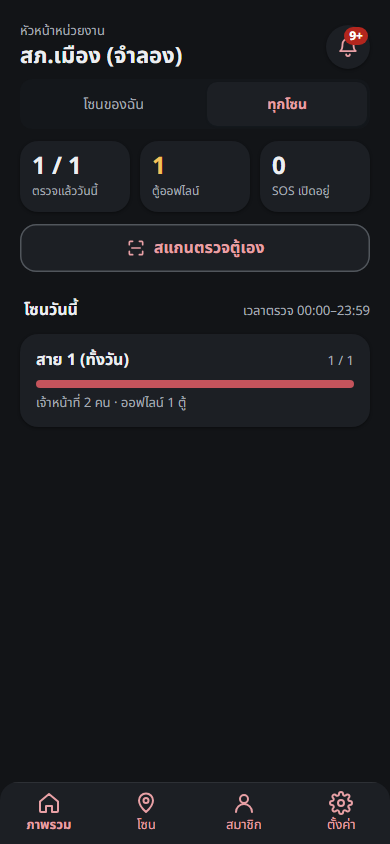 หัวหน้าหน่วยงาน
สภ.เมือง (จำลอง)
9+
โซนของฉัน
ทุกโซน
1 / 1
ตรวจแล้ววันนี้
1
ตู้ออฟไลน์
0
SOS เปิดอยู่
สแกนตรวจตู้เอง
โซนวันนี้
เวลาตรวจ 00:00–23:59
สาย 1 (ทั้งวัน)
1 / 1
เจ้าหน้าที่ 2 คน · ออฟไลน์ 1 ตู้
ภาพรวม
โซน
สมาชิก
ตั้งค่า